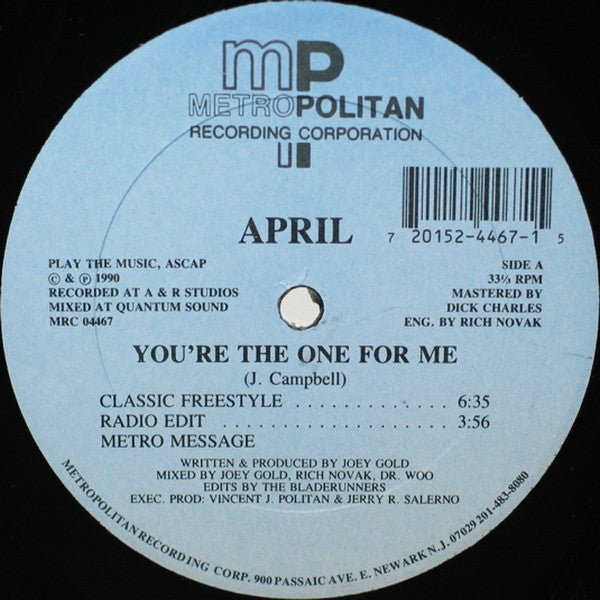 mp
METROPOLITAN
RECORDING CORPORATION
APRIL
7 20152-4467-1 5
PLAY THE MUSIC, ASCAP
© & ℗ 1990
RECORDED AT A & R STUDIOS
MIXED AT QUANTUM SOUND
MRC 04467
SIDE A
33⅓ RPM
MASTERED BY
DICK CHARLES
ENG. BY RICH NOVAK
YOU'RE THE ONE FOR ME
(J. Campbell)
CLASSIC FREESTYLE . . . . . . . . . . . . . . 6:35
RADIO EDIT . . . . . . . . . . . . . . . . . . . . . 3:56
METRO MESSAGE
WRITTEN & PRODUCED BY JOEY GOLD
MIXED BY JOEY GOLD, RICH NOVAK, DR. WOO
EDITS BY THE BLADERUNNERS
EXEC. PROD: VINCENT J. POLITAN & JERRY R. SALERNO
METROPOLITAN RECORDING CORP. 900 PASSAIC AVE. E. NEWARK N.J. 07029 201-483-8080